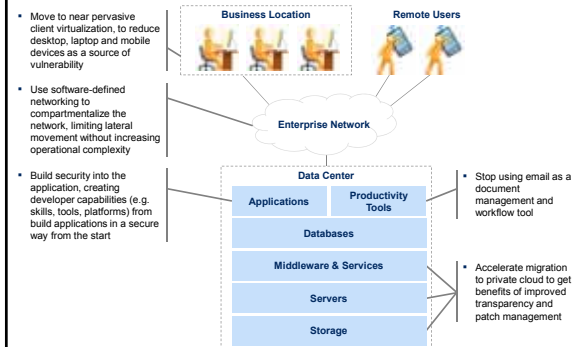 ▪ Move to near pervasive
client virtualization, to reduce
desktop, laptop and mobile
devices as a source of
vulnerability
▪ Use software-defined
networking to
compartmentalize the
network, limiting lateral
movement without increasing
operational complexity
▪ Build security into the
application, creating
developer capabilities (e.g.
skills, tools, platforms) from
build applications in a secure
way from the start
Business Location
Remote Users
Enterprise Network
Data Center
Applications
Productivity
Tools
Databases
Middleware & Services
Servers
Storage
▪ Stop using email as a
document
management and
workflow tool
▪ Accelerate migration
to private cloud to get
benefits of improved
transparency and
patch management